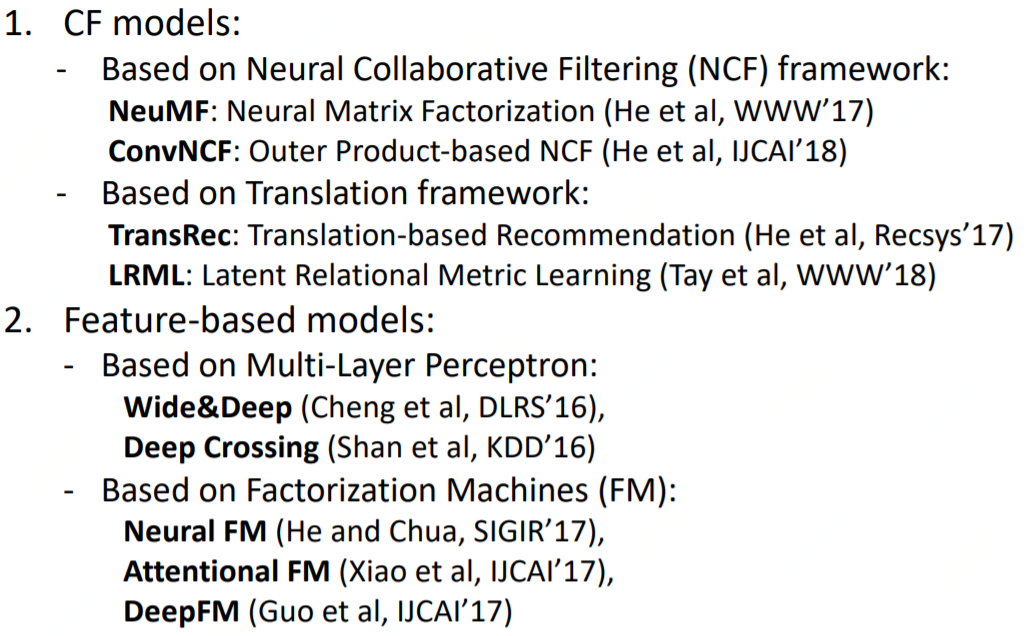 1. CF models:
- Based on Neural Collaborative Filtering (NCF) framework:
NeuMF: Neural Matrix Factorization (He et al, WWW’17)
ConvNCF: Outer Product-based NCF (He et al, IJCAI’18)
- Based on Translation framework:
TransRec: Translation-based Recommendation (He et al, Recsys’17)
LRML: Latent Relational Metric Learning (Tay et al, WWW’18)
2. Feature-based models:
- Based on Multi-Layer Perceptron:
Wide&Deep (Cheng et al, DLRS’16),
Deep Crossing (Shan et al, KDD’16)
- Based on Factorization Machines (FM):
Neural FM (He and Chua, SIGIR’17),
Attentional FM (Xiao et al, IJCAI’17),
DeepFM (Guo et al, IJCAI’17)